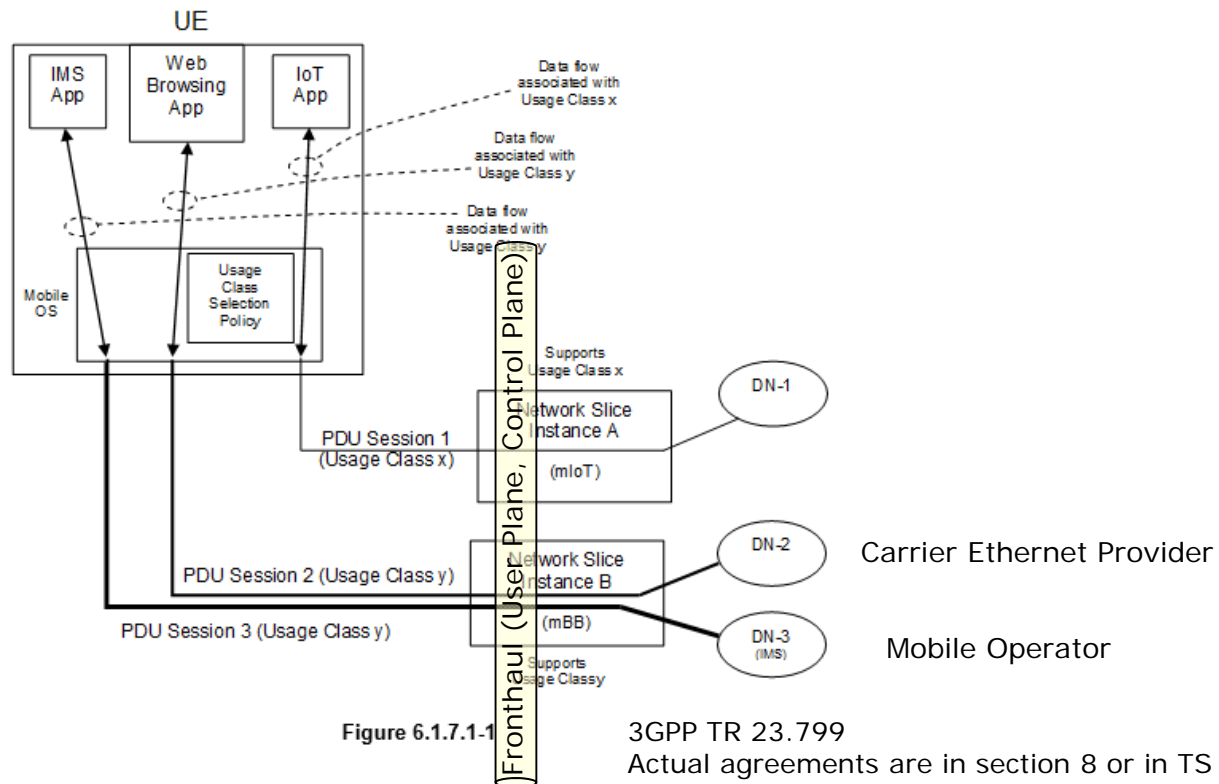 UE
IMS
App
Web
Browsing
App
IoT
App
Data flow
associated with
Usage Class x
Data flow
associated with
Usage Class y
Data flow
associated with
Usage Class y
Mobile
OS
Usage
Class
Selection
Policy
Fronthaul (User Plane, Control Plane)
Supports
Usage Class x
Network Slice
Instance A
(mIoT)
DN-1
PDU Session 1
(Usage Class x)
Network Slice
Instance B
(mBB)
DN-2
Carrier Ethernet Provider
PDU Session 2 (Usage Class y)
PDU Session 3 (Usage Class y)
DN-3
(IMS)
Mobile Operator
Supports
Usage Classy
Figure 6.1.7.1-1
3GPP TR 23.799
Actual agreements are in section 8 or in TS